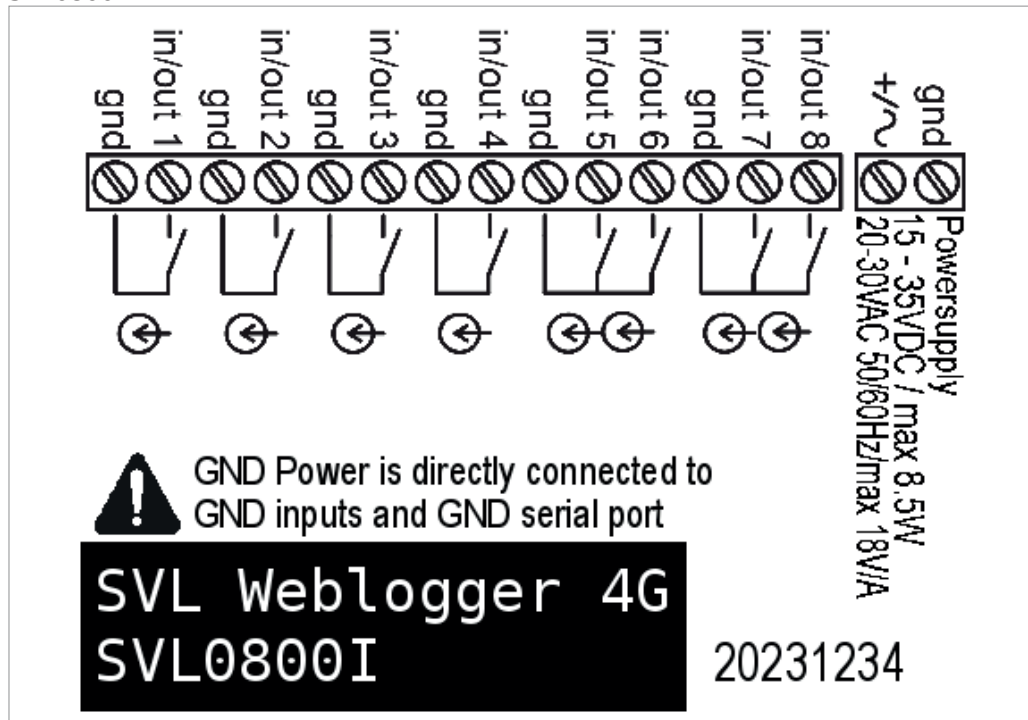 gnd
in/out 1
gnd
in/out 2
gnd
in/out 3
gnd
in/out 4
gnd
in/out 5
in/out 6
gnd
in/out 7
in/out 8
+/~
gnd
Powersupply
15 - 35VDC / max 8.5W
20-30VAC 50/60Hz/max 18V/A
GND Power is directly connected to
GND inputs and GND serial port
SVL Weblogger 4G
SVL0800I
20231234